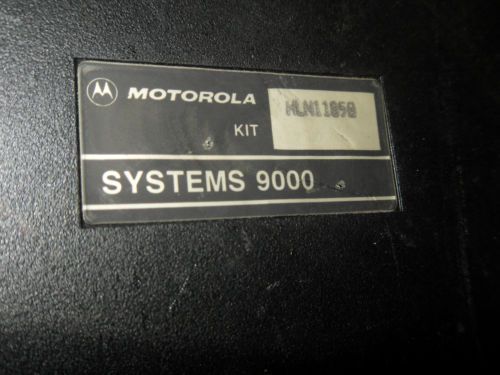 MOTOROLA
KIT HLN1185B
SYSTEMS 9000